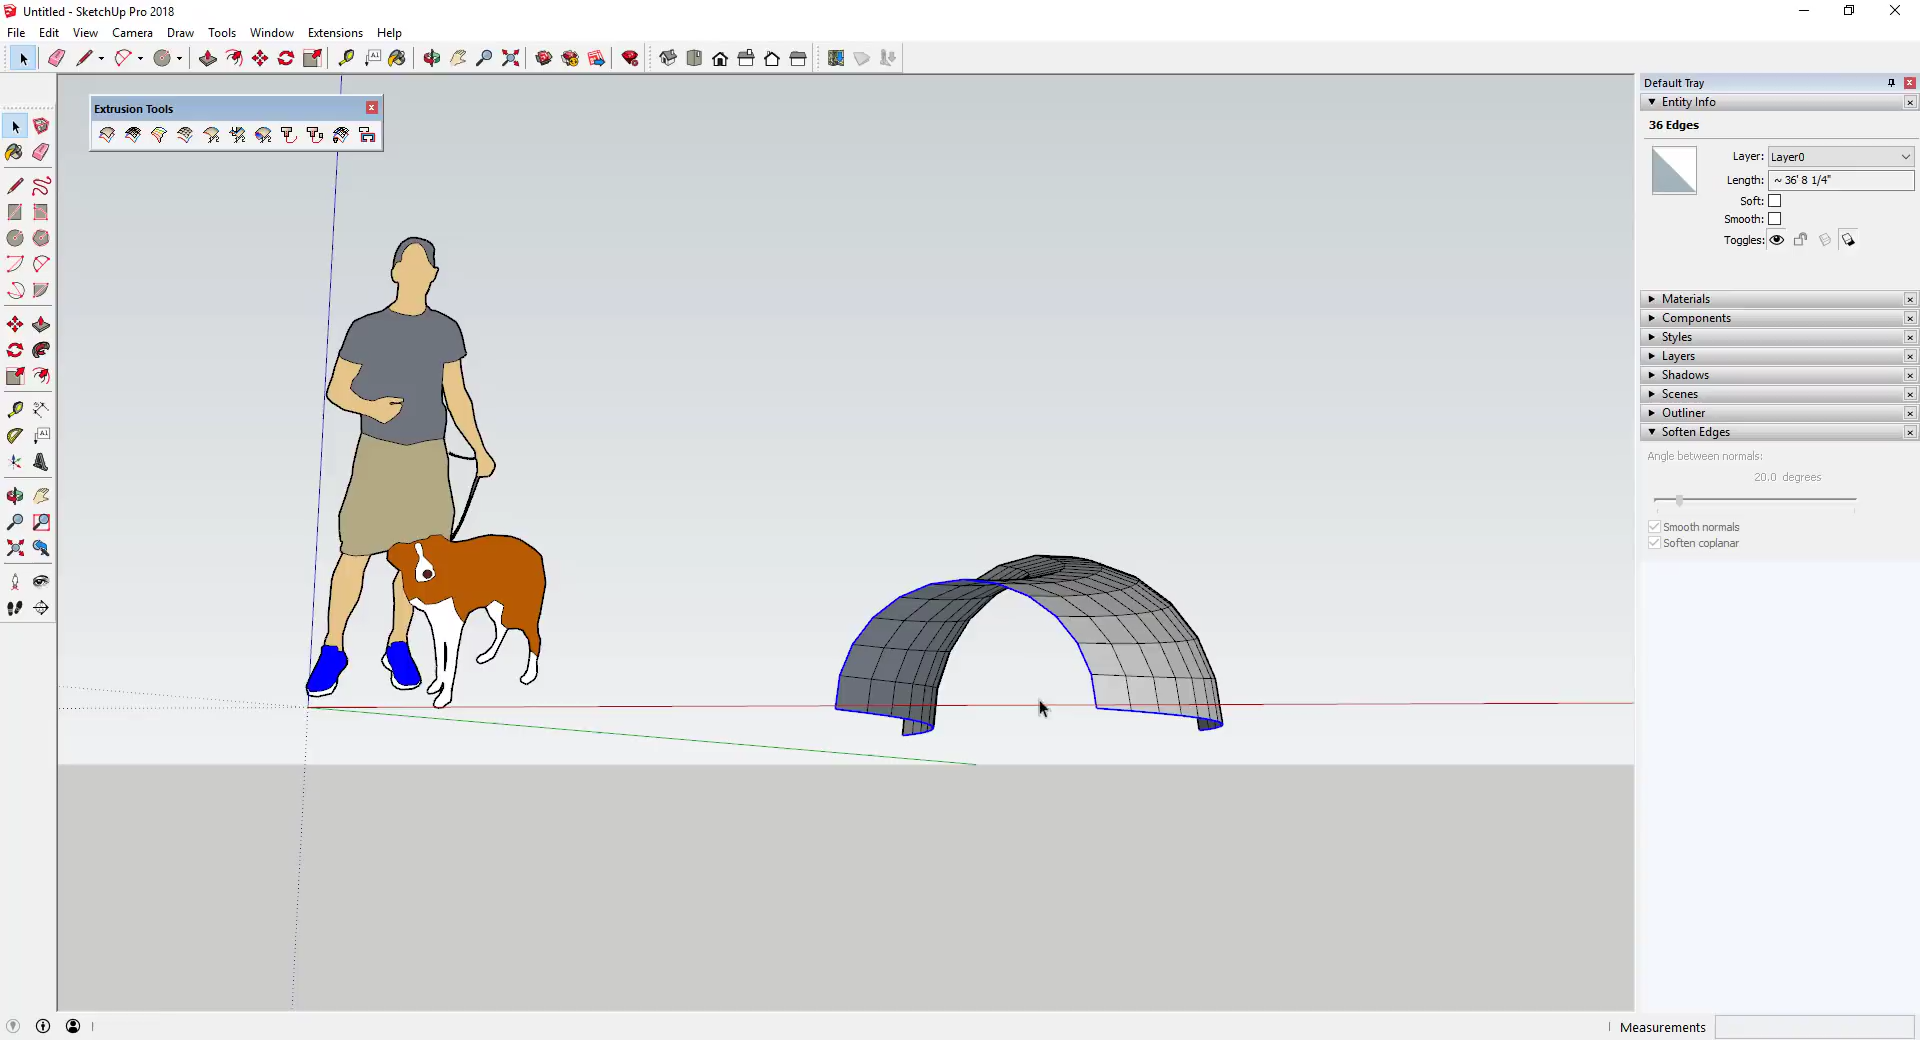 Untitled - SketchUp Pro 2018
File Edit View Camera Draw Tools Window Extensions Help
Extrusion Tools
Default Tray
Entity Info
36 Edges
Layer: Layer0
Length: ~ 36' 8 1/4"
Soft:
Smooth:
Toggles:
Materials
Components
Styles
Layers
Shadows
Scenes
Outliner
Soften Edges
Angle between normals:
20.0 degrees
Smooth normals
Soften coplanar
Measurements